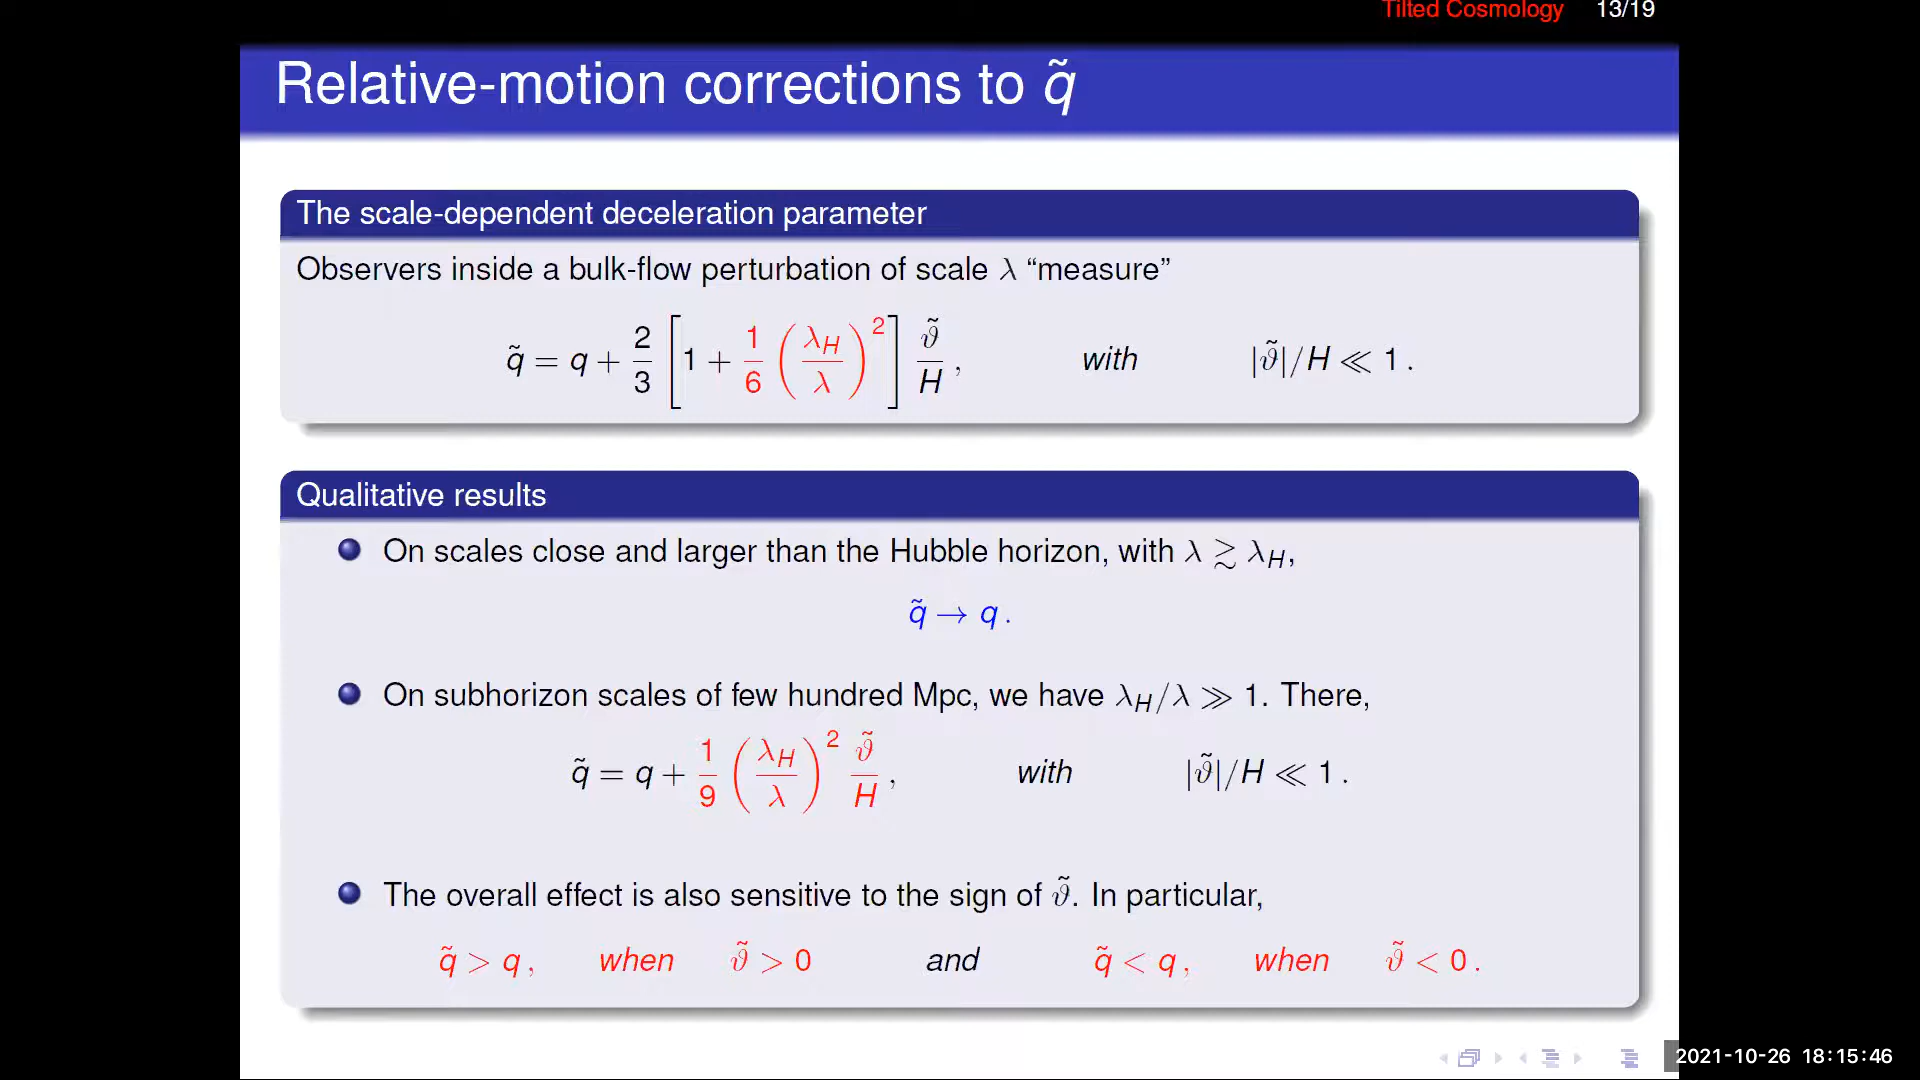 Tilted Cosmology 13/19
Relative-motion corrections to q̃
The scale-dependent deceleration parameter
Observers inside a bulk-flow perturbation of scale λ “measure”
q̃ = q + 2/3 [1 + 1/6 (λ_H/λ)²] ϑ̃/H , with |ϑ̃|/H ≪ 1 .
Qualitative results
On scales close and larger than the Hubble horizon, with λ ≳ λ_H,
q̃ → q .
On subhorizon scales of few hundred Mpc, we have λ_H/λ ≫ 1. There,
q̃ = q + 1/9 (λ_H/λ)² ϑ̃/H , with |ϑ̃|/H ≪ 1 .
The overall effect is also sensitive to the sign of ϑ̃. In particular,
q̃ > q , when ϑ̃ > 0 and q̃ < q , when ϑ̃ < 0 .
2021-10-26 18:15:46